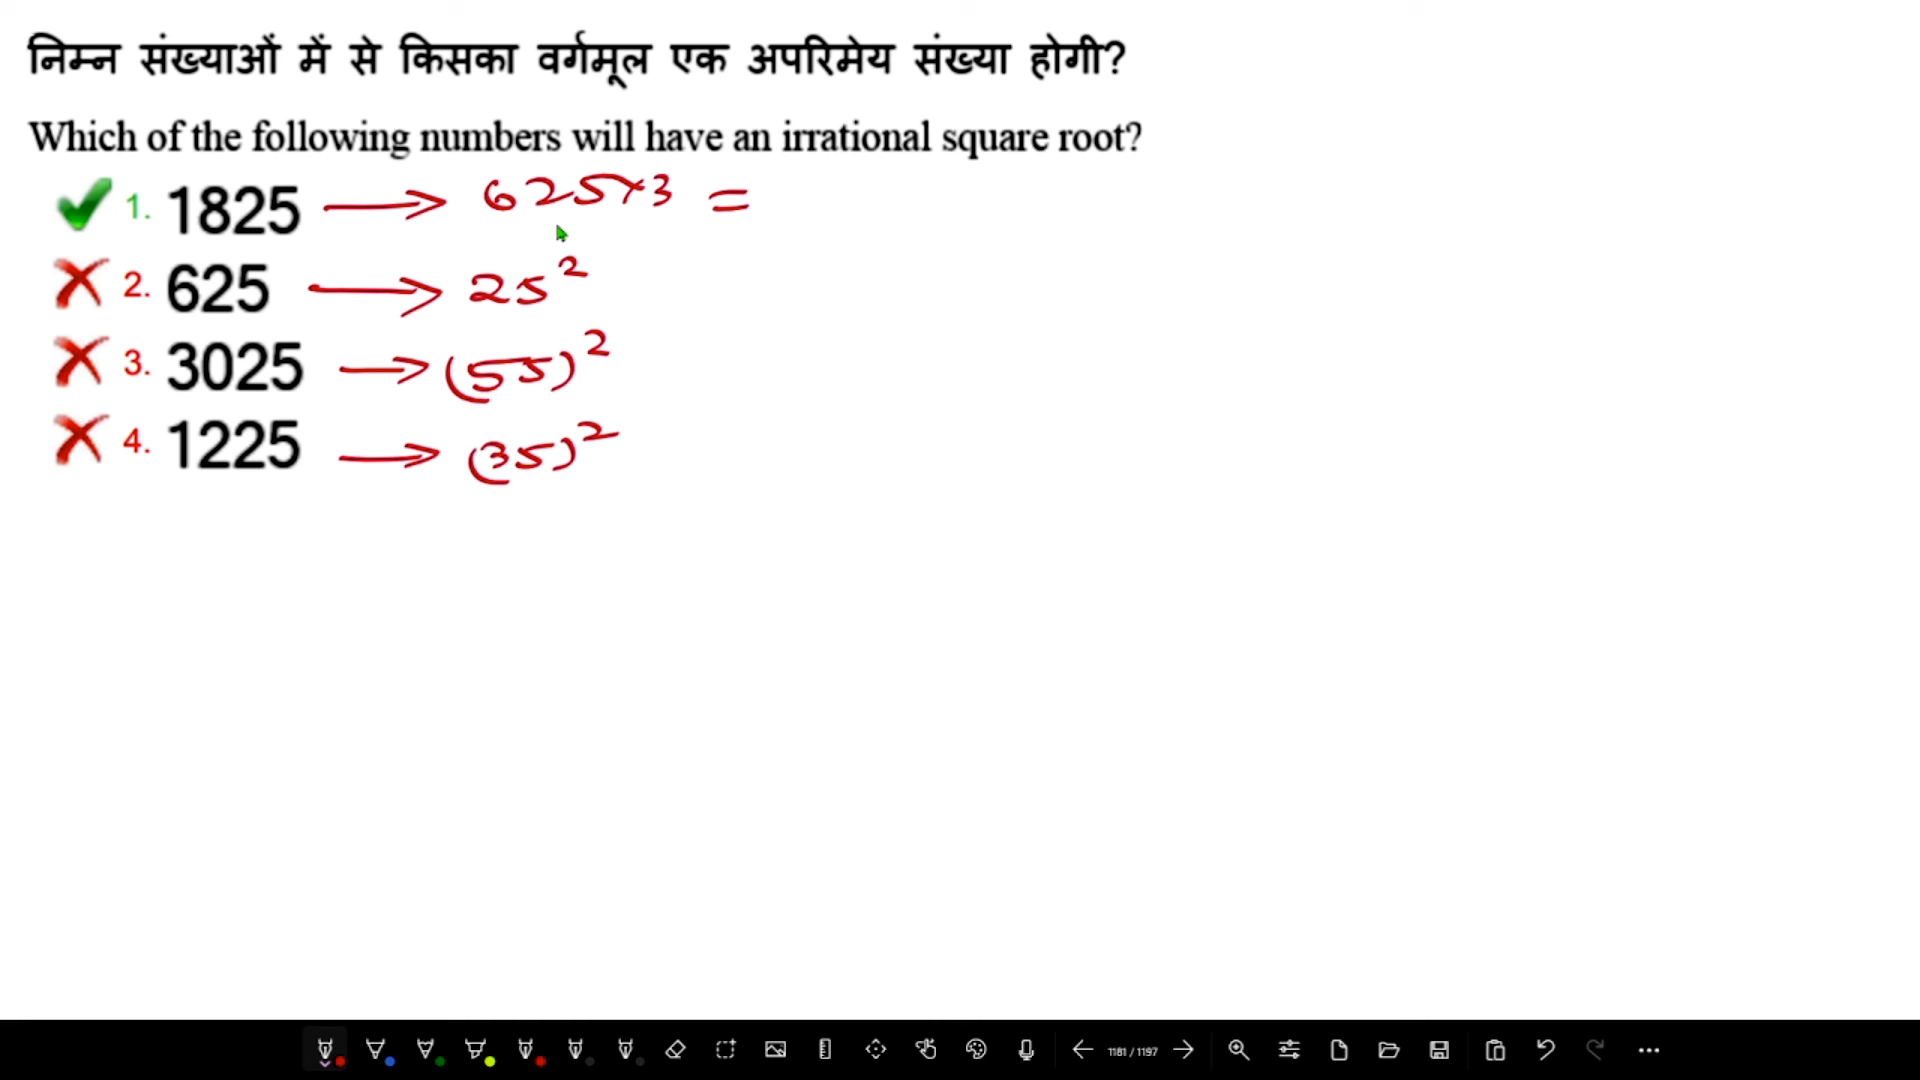 निम्न संख्याओं में से किसका वर्गमूल एक अपरिमेय संख्या होगी?
Which of the following numbers will have an irrational square root?
1. 1825 → 625×3 =
2. 625 → 25²
3. 3025 → (55)²
4. 1225 → (35)²
1181 / 1197